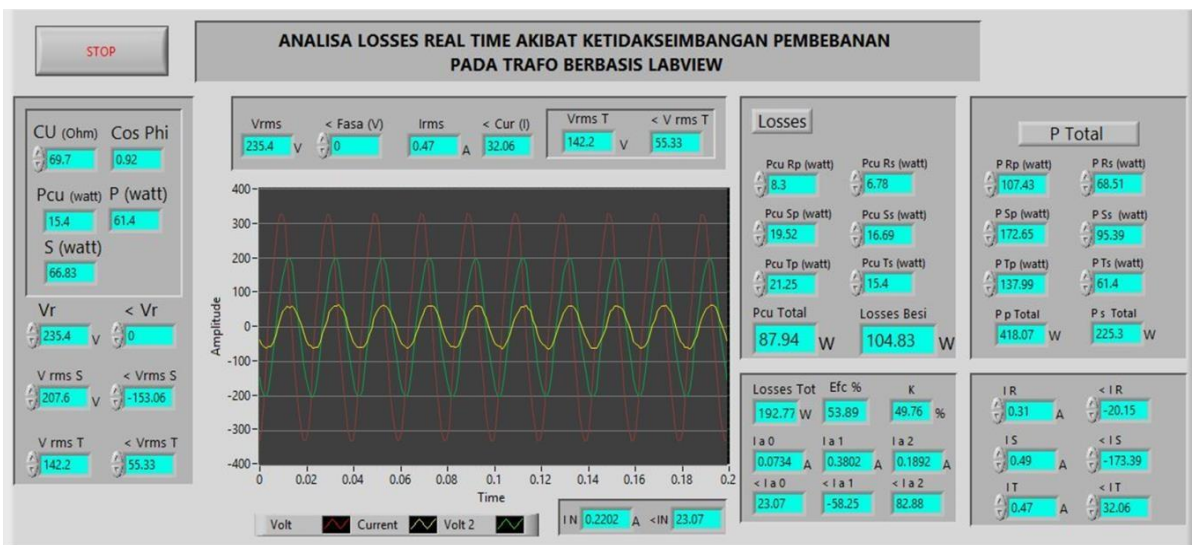 STOP
ANALISA LOSSES REAL TIME AKIBAT KETIDAKSEIMBANGAN PEMBEBANAN
PADA TRAFO BERBASIS LABVIEW
CU (Ohm) Cos Phi
69.7 0.92
Pcu (watt) P (watt)
15.4 61.4
S (watt)
66.83
Vr < Vr
235.4 V 0
V rms S < Vrms S
207.6 V -153.06
V rms T < Vrms T
142.2 V 55.33
Vrms < Fasa (V) Irms < Cur (I) Vrms T < V rms T
235.4 V 0 0.47 A 32.06 142.2 V 55.33
Amplitude
400
300
200
100
0
-100
-200
-300
-400
0 0.02 0.04 0.06 0.08 0.1 0.12 0.14 0.16 0.18 0.2
Time
Volt Current Volt 2
I N 0.2202 A <IN 23.07
Losses
Pcu Rp (watt) Pcu Rs (watt)
8.3 6.78
Pcu Sp (watt) Pcu Ss (watt)
19.52 16.69
Pcu Tp (watt) Pcu Ts (watt)
21.25 15.4
Pcu Total Losses Besi
87.94 W 104.83 W
Losses Tot Efc % K
192.77 W 53.89 49.76 %
I a 0 I a 1 I a 2
0.0734 A 0.3802 A 0.1892 A
< I a 0 < I a 1 < I a 2
23.07 -58.25 82.88
P Total
P Rp (watt) P Rs (watt)
107.43 68.51
P Sp (watt) P Ss (watt)
172.65 95.39
P Tp (watt) P Ts (watt)
137.99 61.4
P p Total P s Total
418.07 W 225.3 W
I R < I R
0.31 A -20.15
I S < I S
0.49 A -173.39
I T < I T
0.47 A 32.06